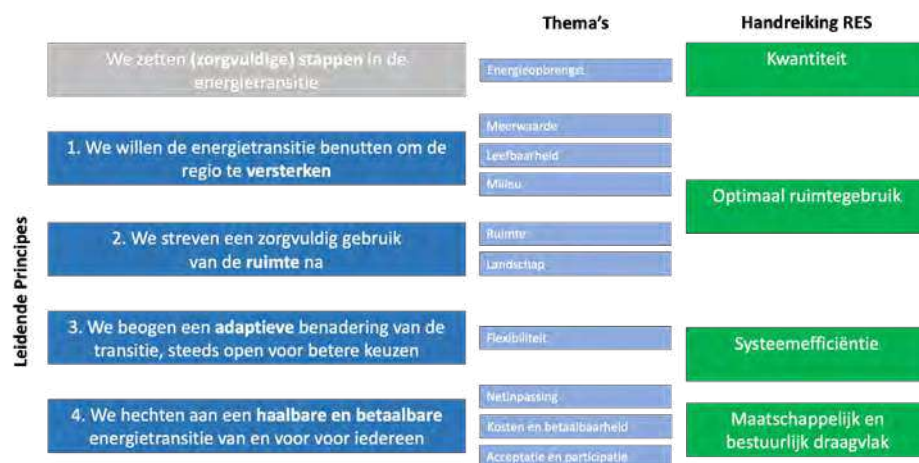 Thema's
Handreiking RES
We zetten (zorgvuldige) stappen in de
energietransitie
Energieopbrengst
Kwantiteit
Leidende Principes
1. We willen de energietransitie benutten om de
regio te versterken
Meerwaarde
Leefbaarheid
Milieu
Optimaal ruimtegebruik
2. We streven een zorgvuldig gebruik
van de ruimte na
Ruimte
Landschap
3. We beogen een adaptieve benadering van de
transitie, steeds open voor betere keuzen
Flexibiliteit
Systeemefficiëntie
4. We hechten aan een haalbare en betaalbare
energietransitie van en voor voor iedereen
Netinpassing
Kosten en betaalbaarheid
Acceptatie en participatie
Maatschappelijk en
bestuurlijk draagvlak